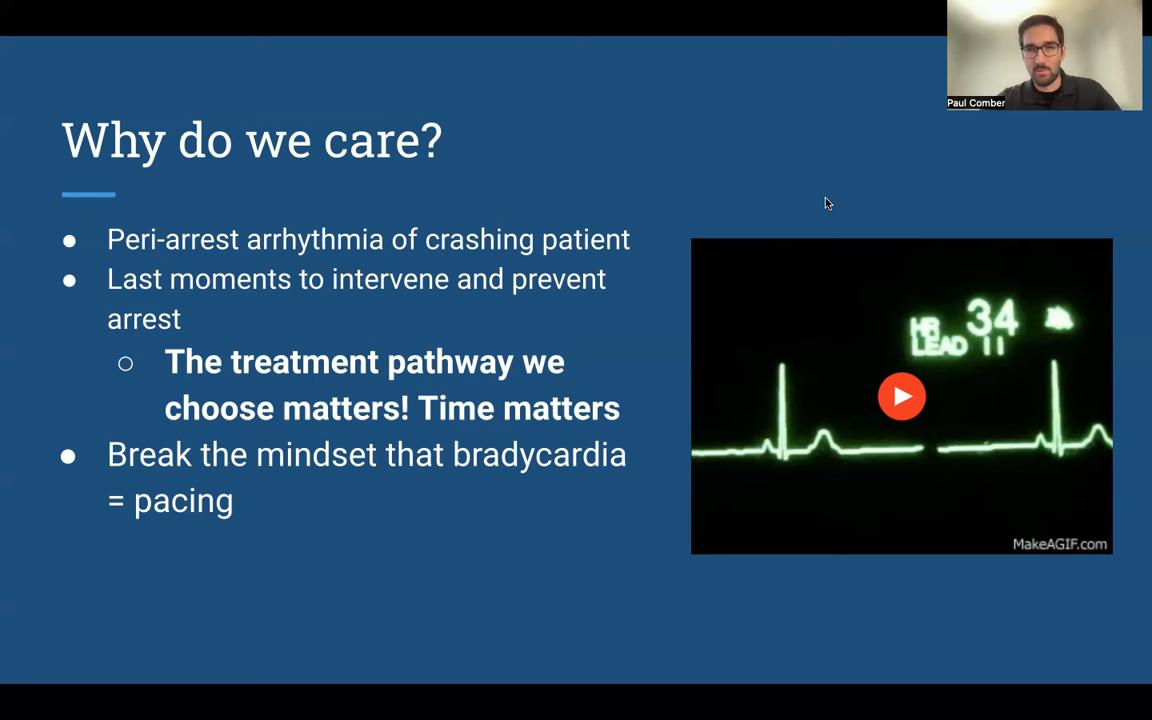 Paul Comber
Why do we care?
● Peri-arrest arrhythmia of crashing patient
● Last moments to intervene and prevent
arrest
○ The treatment pathway we
choose matters! Time matters
● Break the mindset that bradycardia
= pacing
HR 34
LEAD II
MakeAGIF.com